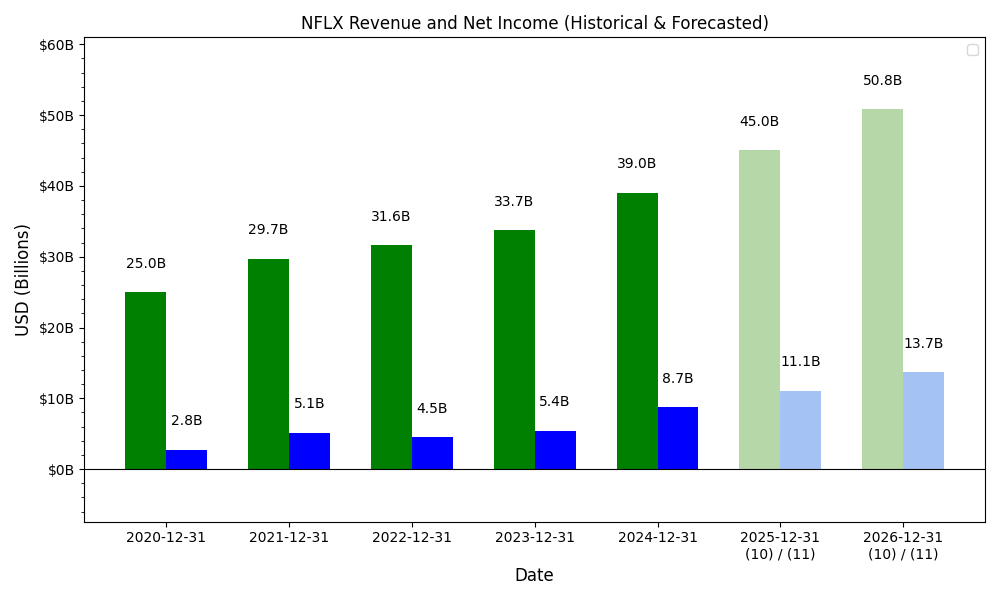 NFLX Revenue and Net Income (Historical & Forecasted)
$60B
$50B
$40B
$30B
$20B
$10B
$0B
USD (Billions)
25.0B
2.8B
29.7B
5.1B
31.6B
4.5B
33.7B
5.4B
39.0B
8.7B
45.0B
11.1B
50.8B
13.7B
2020-12-31
2021-12-31
2022-12-31
2023-12-31
2024-12-31
2025-12-31
(10) / (11)
2026-12-31
(10) / (11)
Date